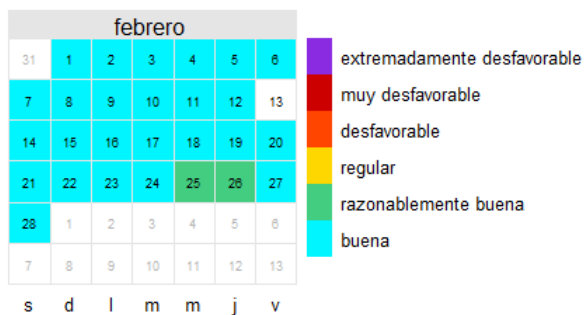 febrero
31 1 2 3 4 5 6
7 8 9 10 11 12 13
14 15 16 17 18 19 20
21 22 23 24 25 26 27
28 1 2 3 4 5 6
7 8 9 10 11 12 13
s d l m m j v
extremadamente desfavorable
muy desfavorable
desfavorable
regular
razonablemente buena
buena